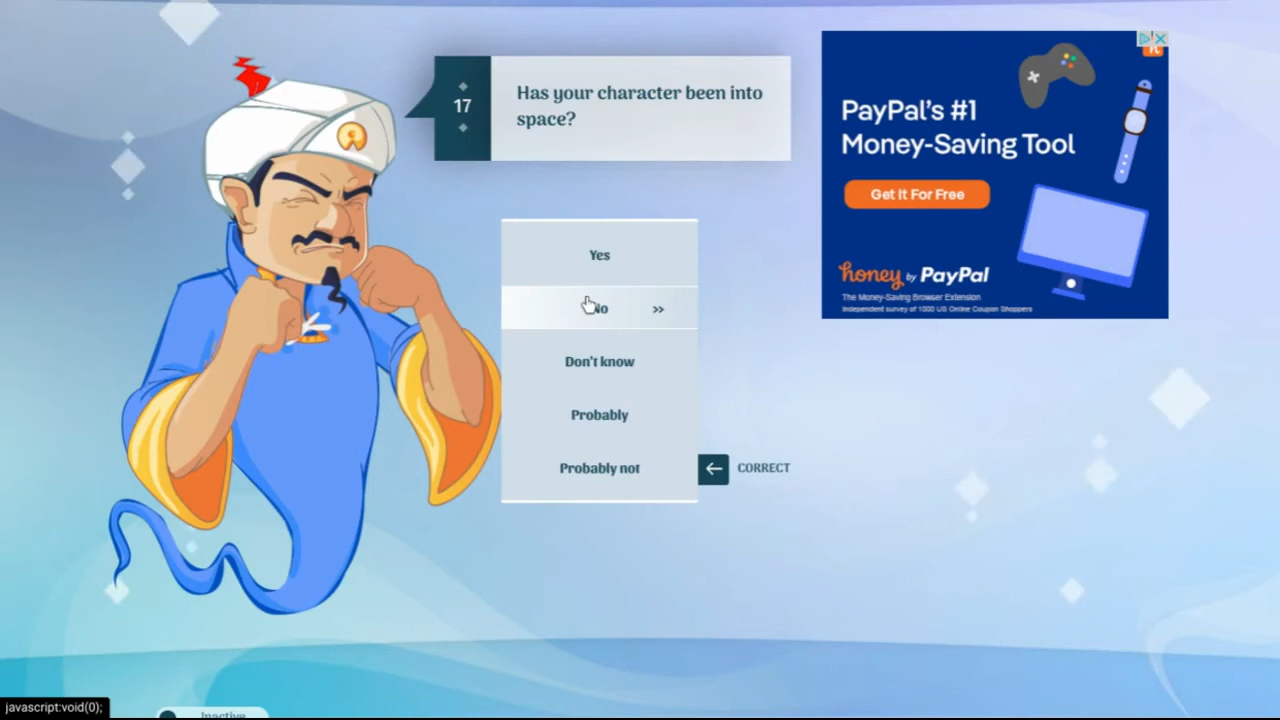 17
Has your character been into
space?
Yes
No
Don't know
Probably
Probably not
CORRECT
PayPal's #1
Money-Saving Tool
Get It For Free
honey by PayPal
The Money-Saving Browser Extension
Independent survey of 1000 US Online Coupon Shoppers
javascript:void(0);
Inactive